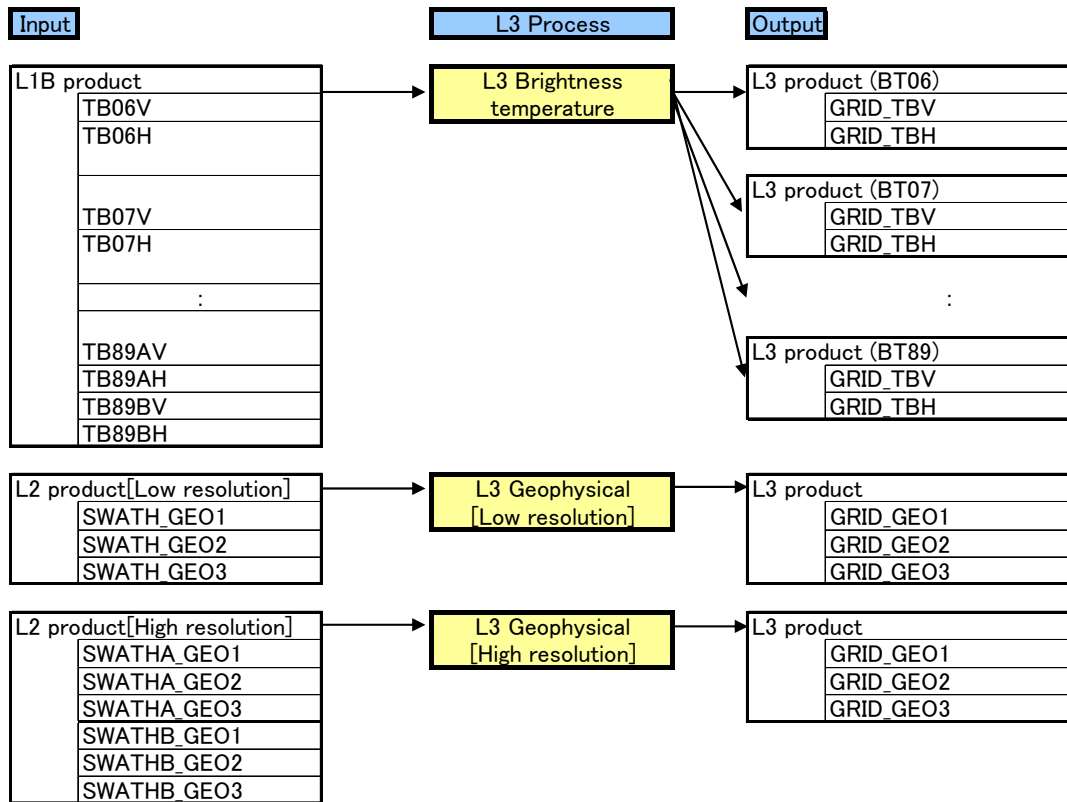 Input
L3 Process
Output
L1B product
TB06V
TB06H
TB07V
TB07H
:
TB89AV
TB89AH
TB89BV
TB89BH
L3 Brightness
temperature
L3 product (BT06)
GRID_TBV
GRID_TBH
L3 product (BT07)
GRID_TBV
GRID_TBH
:
L3 product (BT89)
GRID_TBV
GRID_TBH
L2 product[Low resolution]
SWATH_GEO1
SWATH_GEO2
SWATH_GEO3
L3 Geophysical
[Low resolution]
L3 product
GRID_GEO1
GRID_GEO2
GRID_GEO3
L2 product[High resolution]
SWATHA_GEO1
SWATHA_GEO2
SWATHA_GEO3
SWATHB_GEO1
SWATHB_GEO2
SWATHB_GEO3
L3 Geophysical
[High resolution]
L3 product
GRID_GEO1
GRID_GEO2
GRID_GEO3